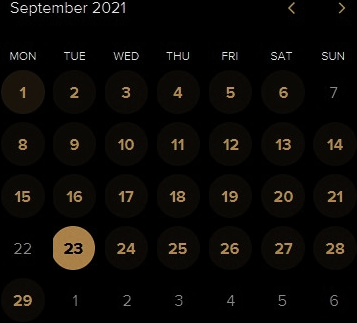 September 2021
MON TUE WED THU FRI SAT SUN
1 2 3 4 5 6 7
8 9 10 11 12 13 14
15 16 17 18 19 20 21
22 23 24 25 26 27 28
29 1 2 3 4 5 6